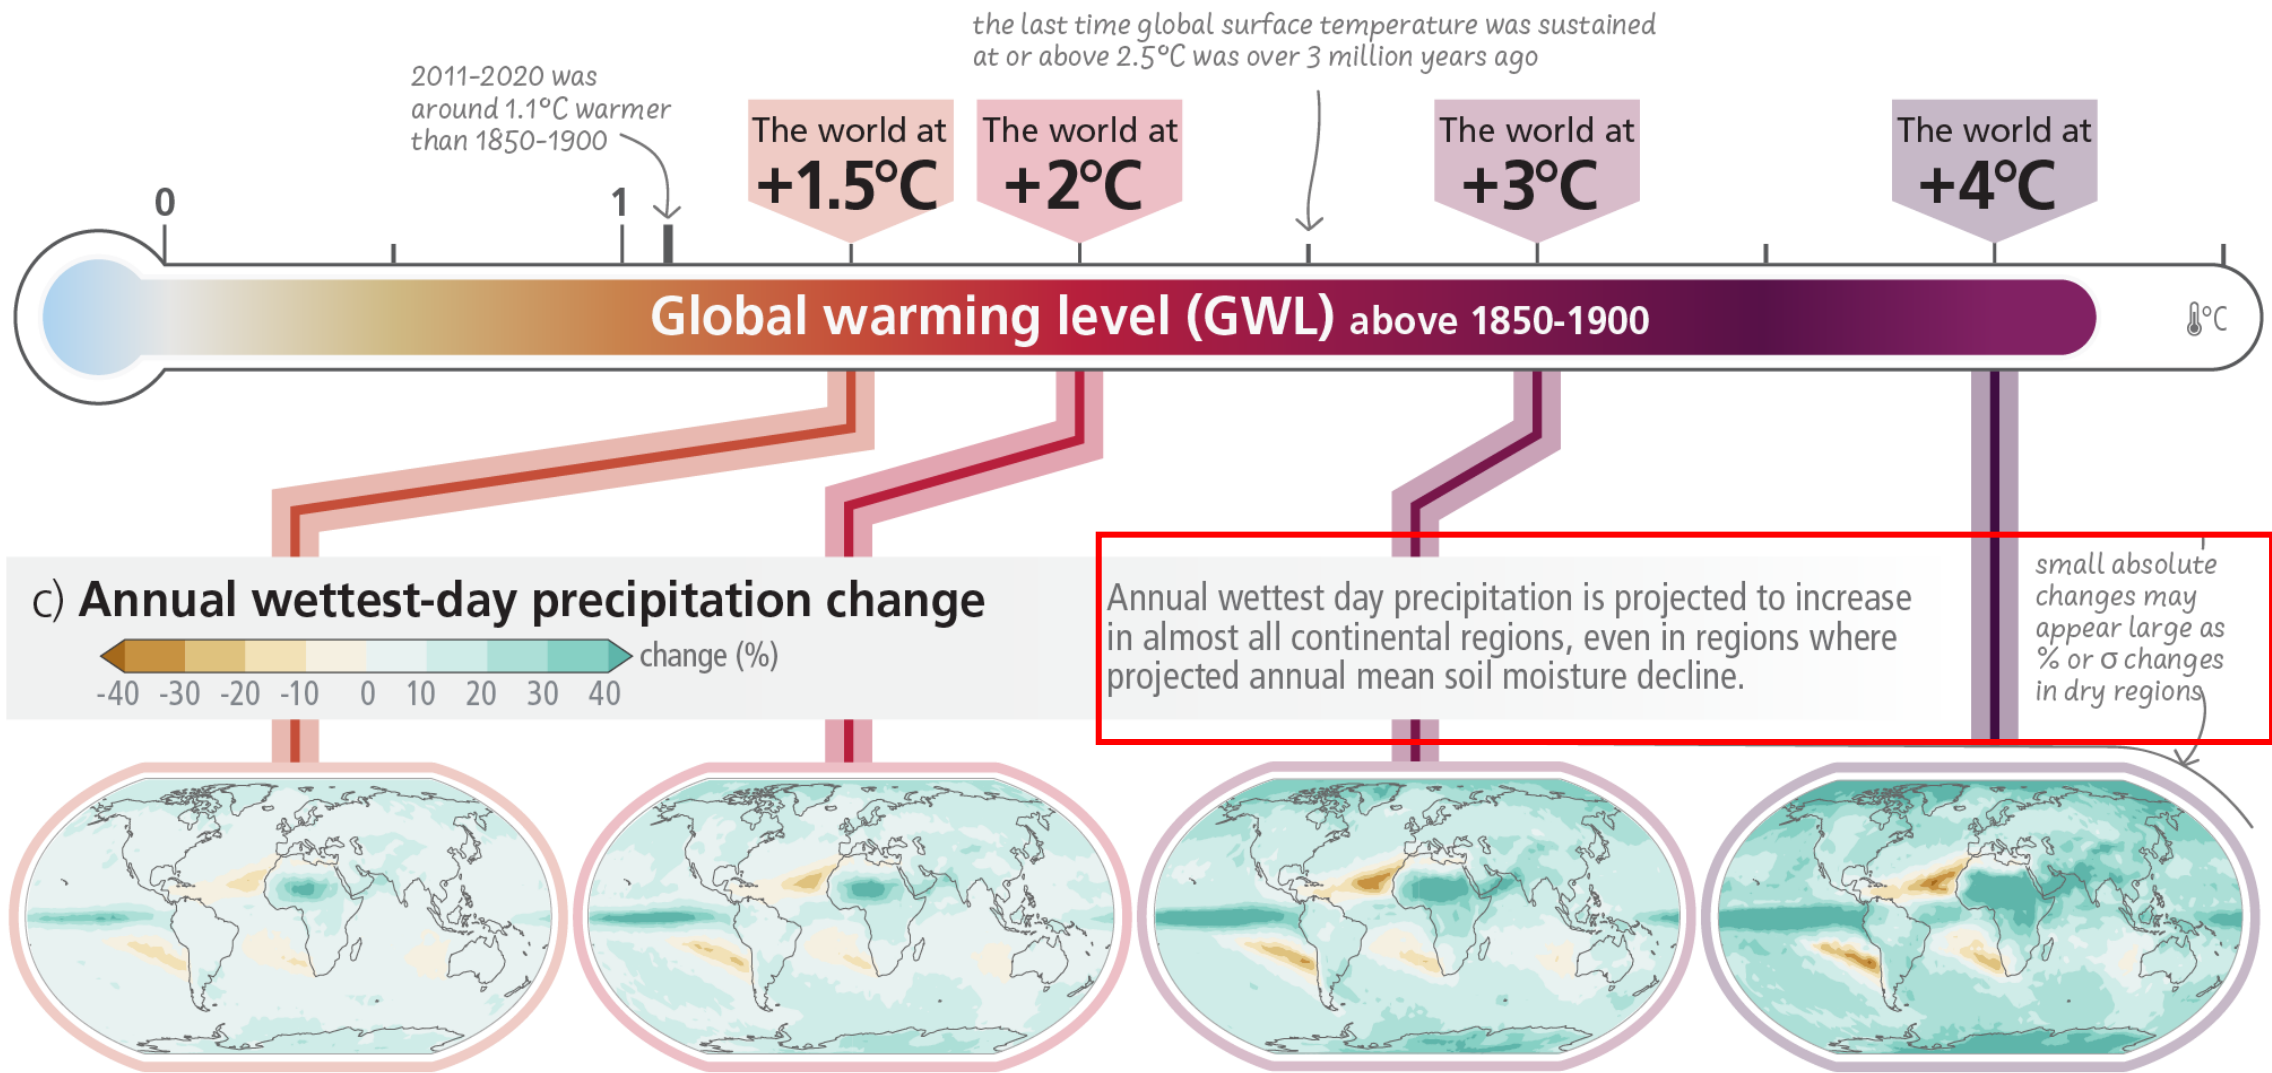 the last time global surface temperature was sustained
at or above 2.5°C was over 3 million years ago
2011-2020 was
around 1.1°C warmer
than 1850-1900
The world at
+1.5°C
The world at
+2°C
The world at
+3°C
The world at
+4°C
0
1
Global warming level (GWL) above 1850-1900
°C
c) Annual wettest-day precipitation change
change (%)
-40 -30 -20 -10 0 10 20 30 40
Annual wettest day precipitation is projected to increase
in almost all continental regions, even in regions where
projected annual mean soil moisture decline.
small absolute
changes may
appear large as
% or σ changes
in dry regions